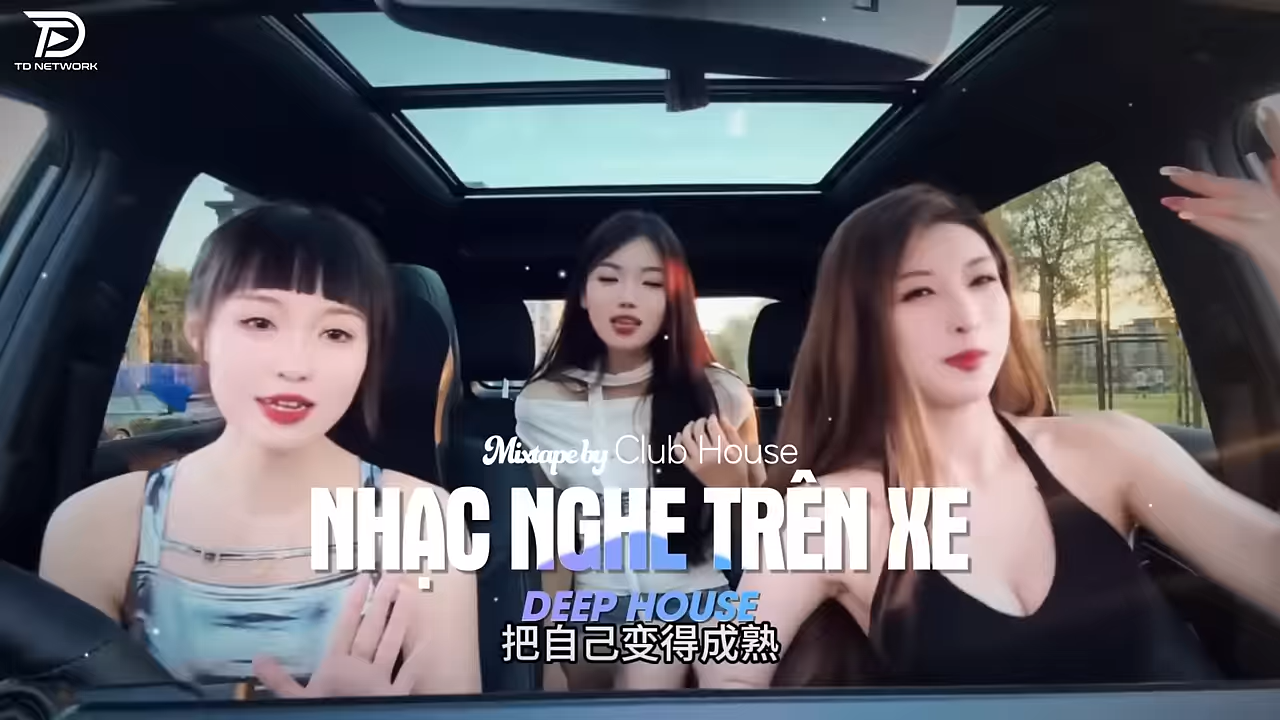 TD NETWORK
Mixtape by Club House
NHẠC NGHE TRÊN XE
DEEP HOUSE
把自己变得成熟